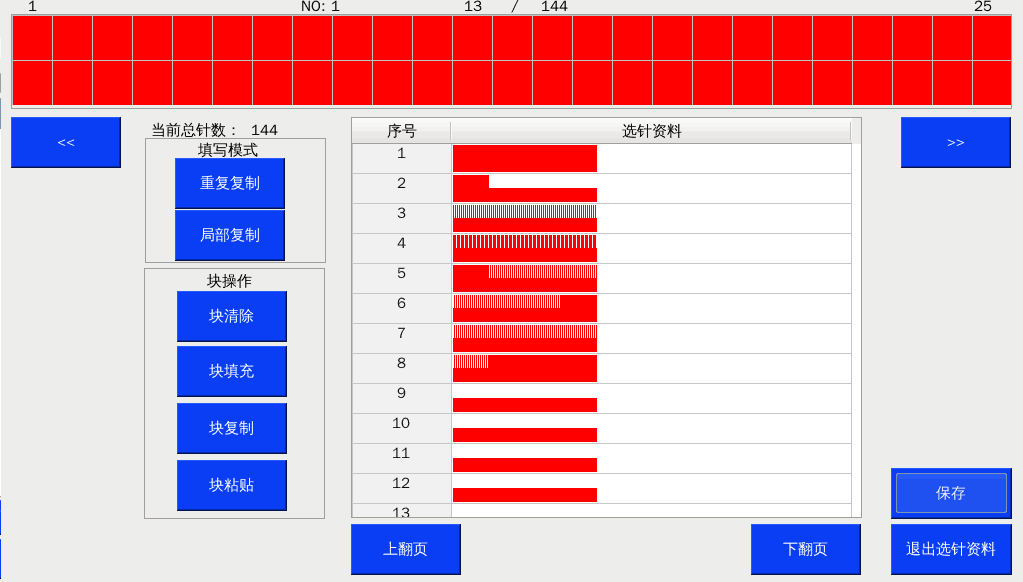 1 NO: 1 13 / 144 25
<< 当前总针数： 144 >>
填写模式
重复复制
局部复制
块操作
块清除
块填充
块复制
块粘贴
序号 选针资料
1
2
3
4
5
6
7
8
9
10
11
12
13
上翻页 下翻页
保存
退出选针资料